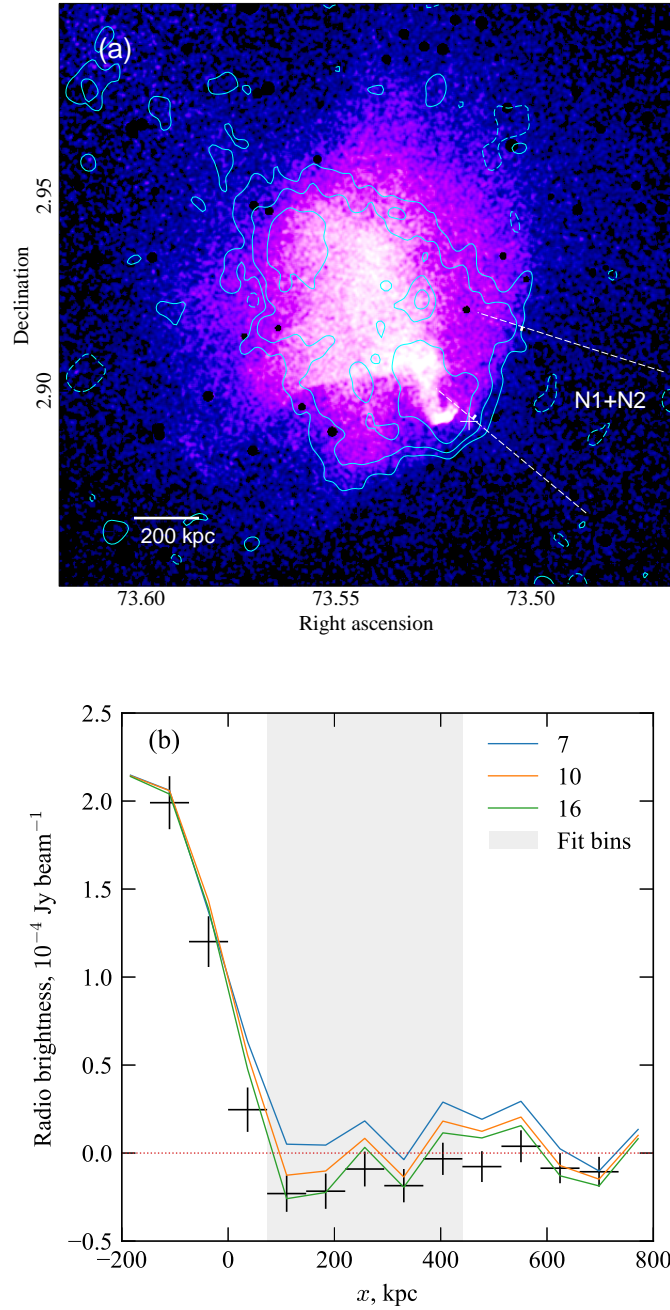 (a)
2.95
2.90
Declination
N1+N2
200 kpc
73.60
73.55
73.50
Right ascension
(b)
7
10
16
Fit bins
2.5
2.0
1.5
1.0
0.5
0.0
−0.5
Radio brightness, 10⁻⁴ Jy beam⁻¹
−200
0
200
400
600
800
x, kpc